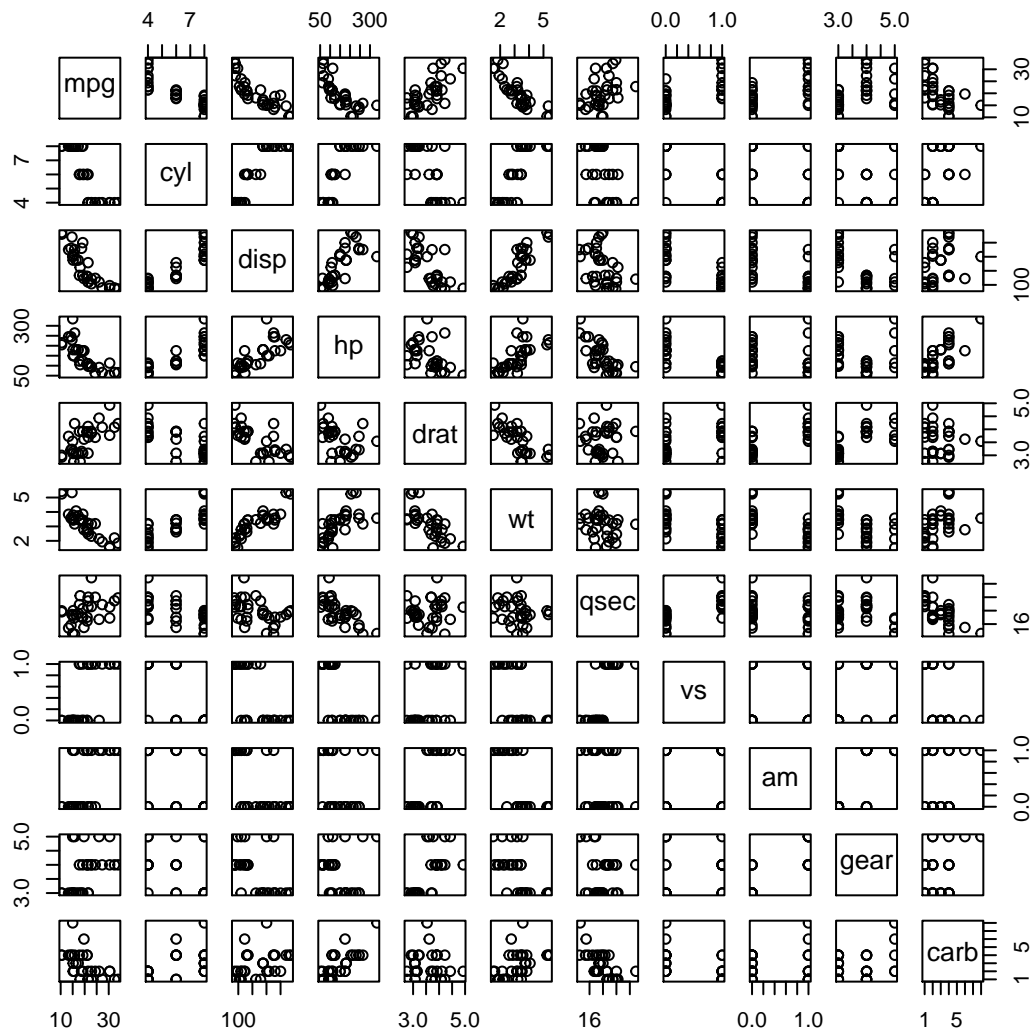 4 7 50 300 2 5 0.0 1.0 3.0 5.0
mpg 10 30
4 7 cyl
disp 100
50 300 hp
drat 3.0 5.0
2 5 wt
qsec 16
0.0 1.0 vs
am 0.0 1.0
3.0 5.0 gear
carb 1 5
10 30 100 3.0 5.0 16 0.0 1.0 1 5